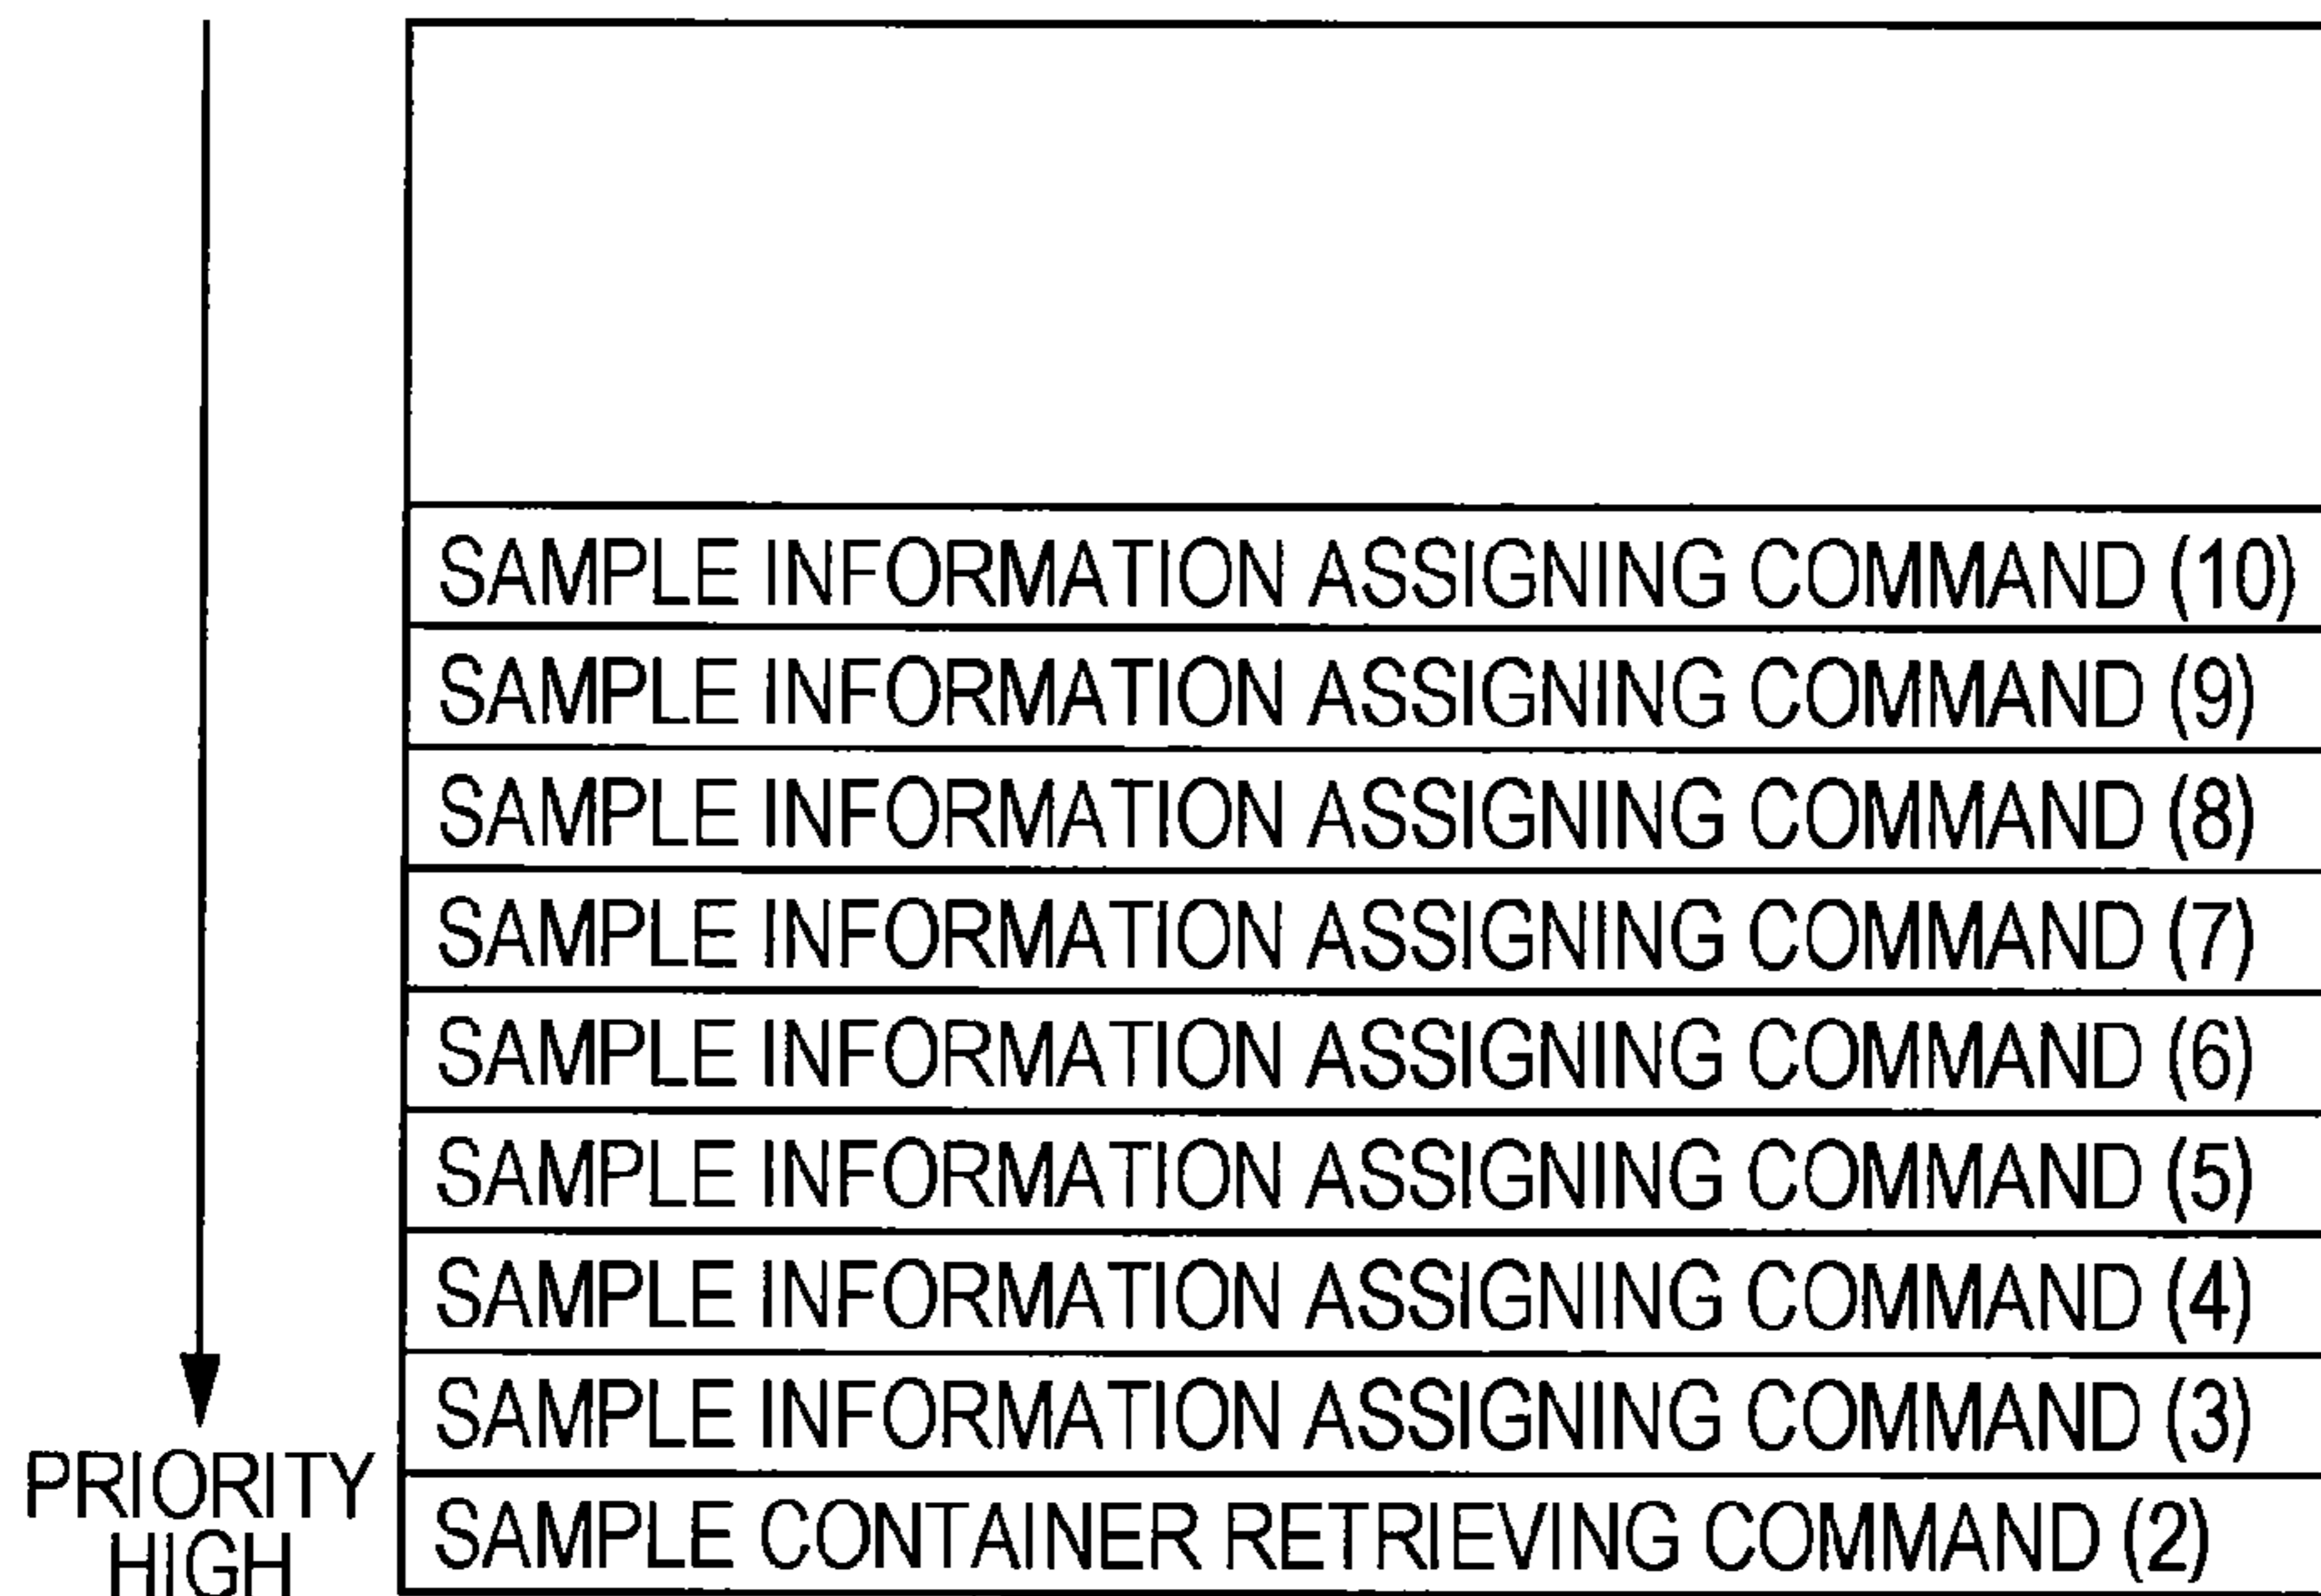 SAMPLE INFORMATION ASSIGNING COMMAND (10)
SAMPLE INFORMATION ASSIGNING COMMAND (9)
SAMPLE INFORMATION ASSIGNING COMMAND (8)
SAMPLE INFORMATION ASSIGNING COMMAND (7)
SAMPLE INFORMATION ASSIGNING COMMAND (6)
SAMPLE INFORMATION ASSIGNING COMMAND (5)
SAMPLE INFORMATION ASSIGNING COMMAND (4)
SAMPLE INFORMATION ASSIGNING COMMAND (3)
SAMPLE CONTAINER RETRIEVING COMMAND (2)
PRIORITY
HIGH